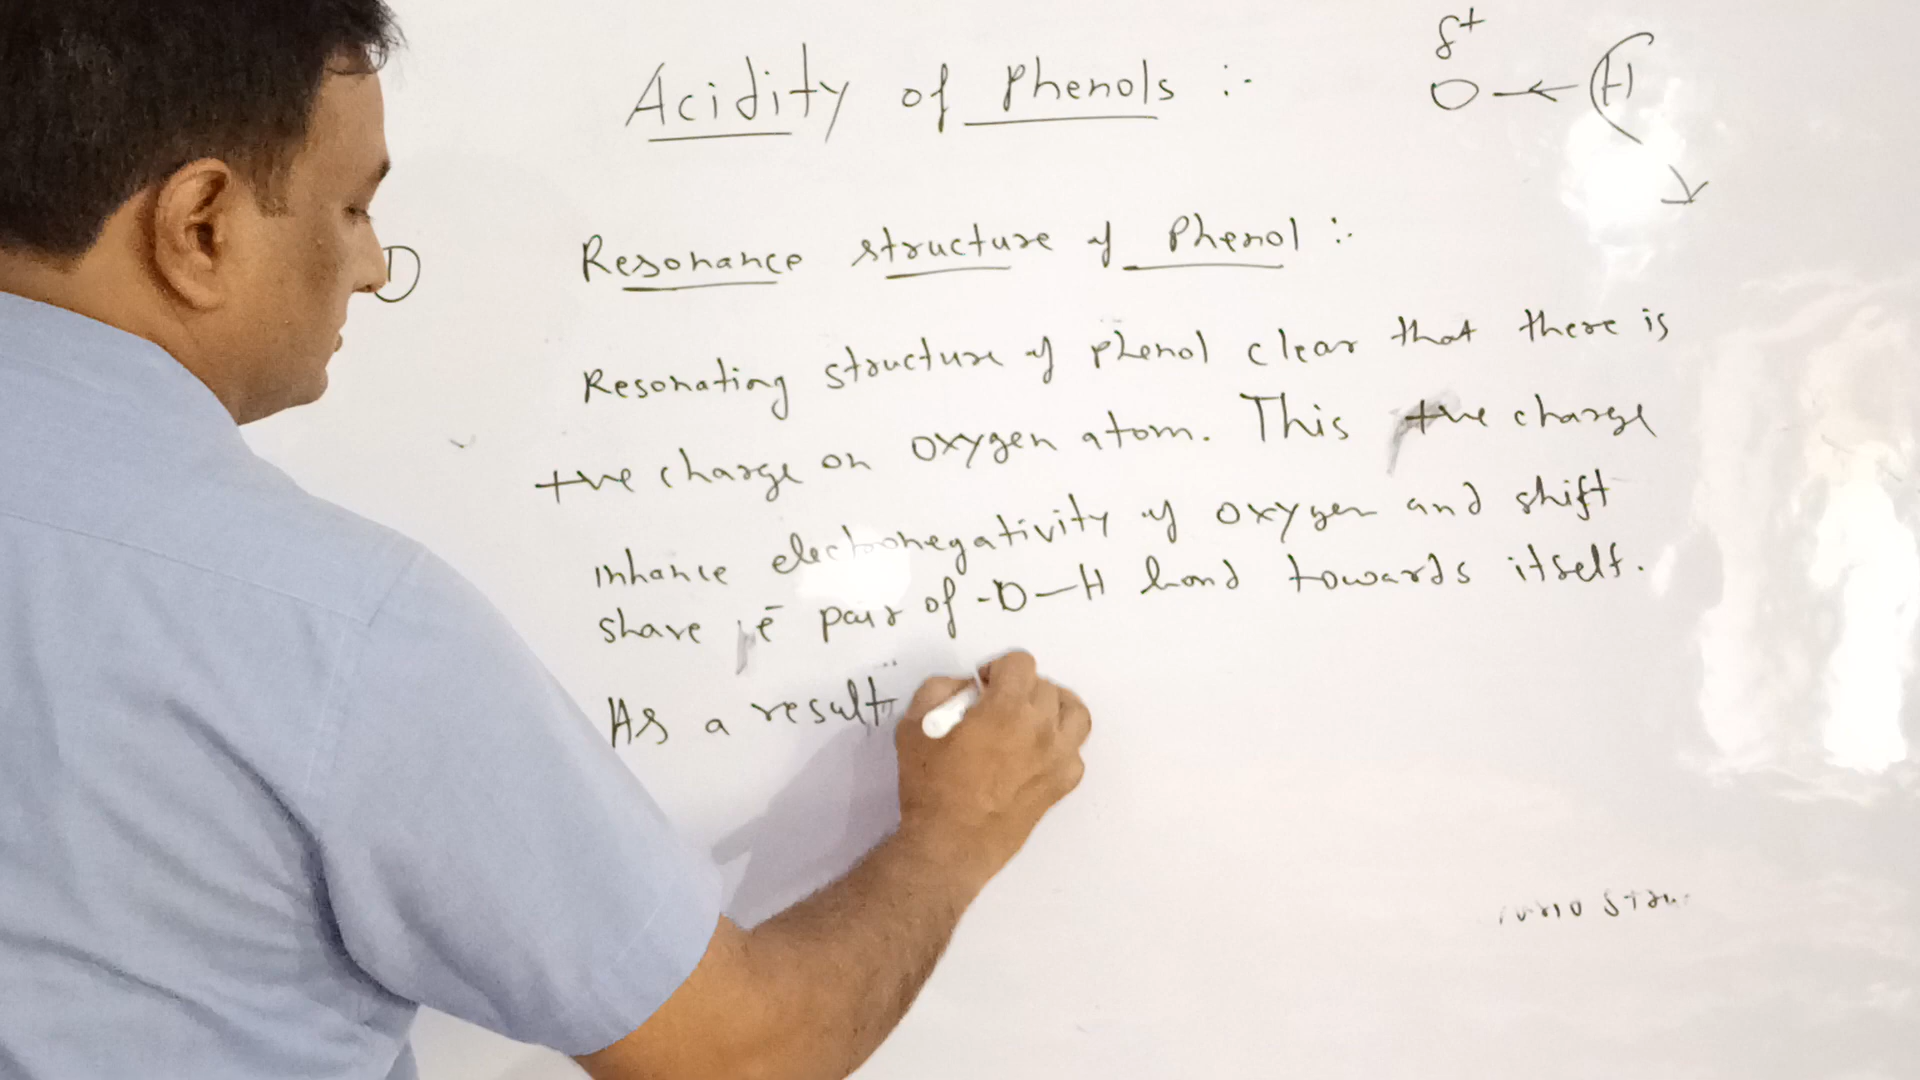 Acidity of Phenols :-
δ+
O ← H
1
Resonance structure of Phenol :-
Resonating structure of phenol clear that there is
+ve charge on oxygen atom. This +ve charge
inhance electronegativity of oxygen and shift
share e⁻ pair of -O-H bond towards itself.
As a result